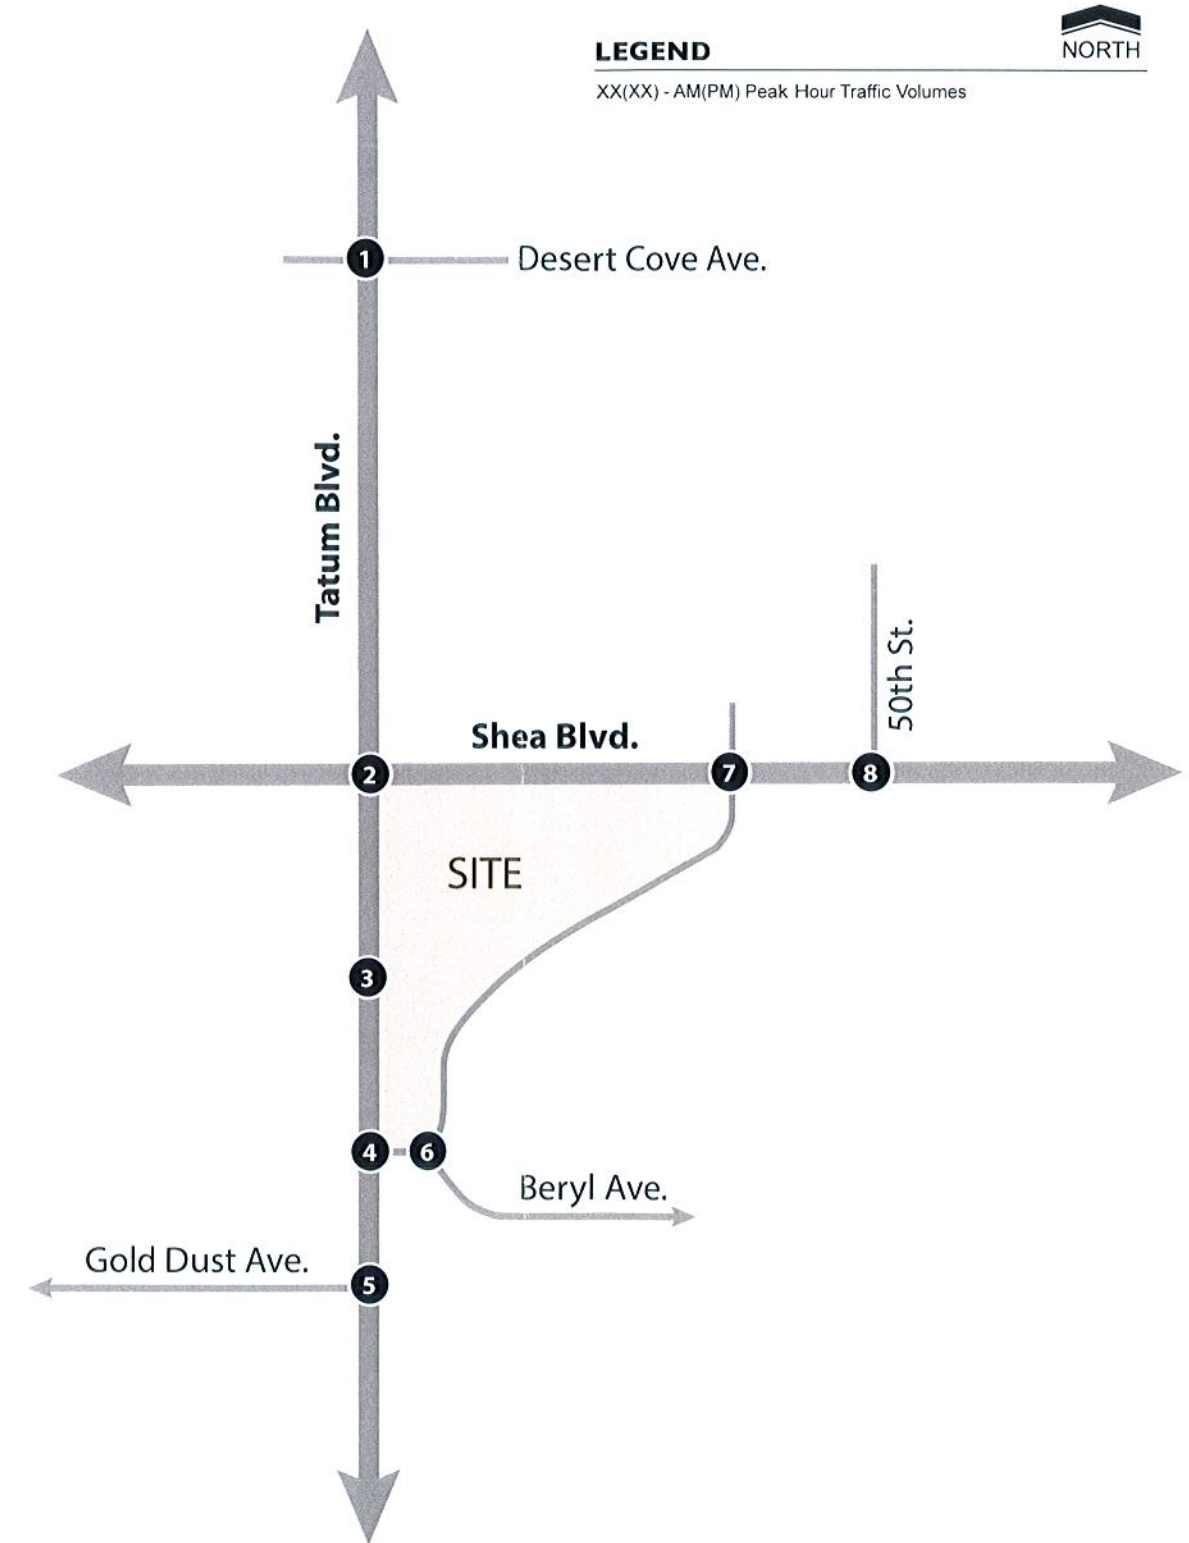 LEGEND
NORTH
XX(XX) - AM(PM) Peak Hour Traffic Volumes
1
Desert Cove Ave.
Tatum Blvd.
50th St.
Shea Blvd.
2
7
8
SITE
3
4
6
Beryl Ave.
Gold Dust Ave.
5